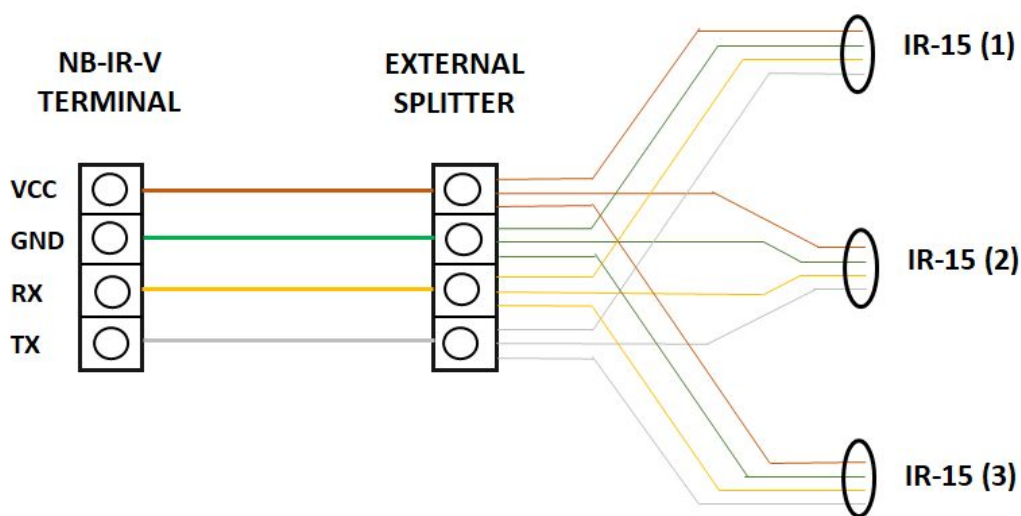 NB-IR-V
TERMINAL
EXTERNAL
SPLITTER
VCC
GND
RX
TX
IR-15 (1)
IR-15 (2)
IR-15 (3)